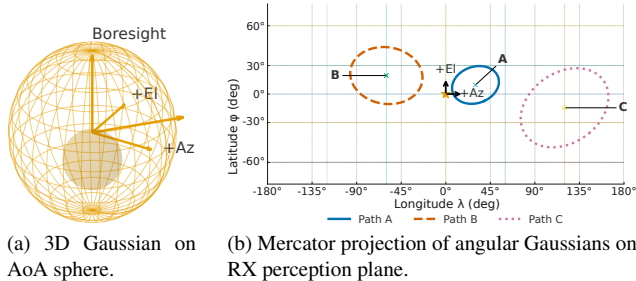 Boresight
+El
+Az
(a) 3D Gaussian on
AoA sphere.
Latitude φ (deg)
60°
30°
0°
-30°
-60°
B
A
+El
+Az
C
-180° -135° -90° -45° 0° 45° 90° 135° 180°
Longitude λ (deg)
Path A Path B Path C
(b) Mercator projection of angular Gaussians on
RX perception plane.